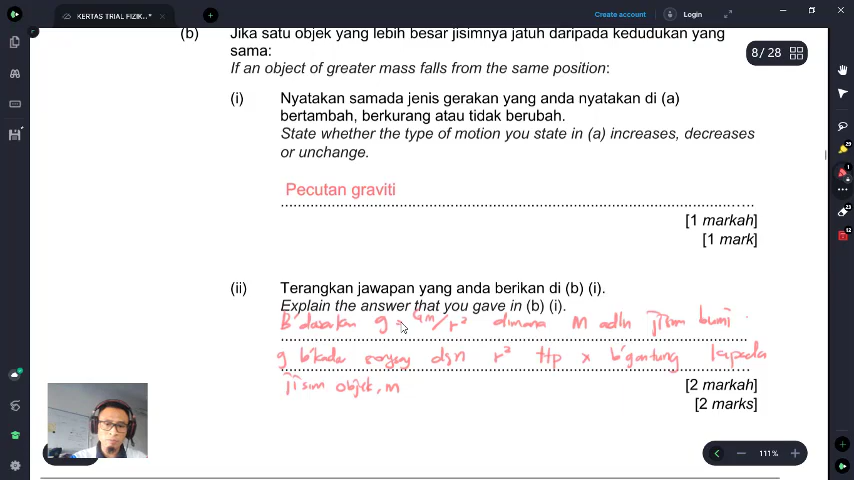 KERTAS TRIAL FIZIK...*
Create account
Login
8/28
(b) Jika satu objek yang lebih besar jisimnya jatuh daripada kedudukan yang
sama:
If an object of greater mass falls from the same position:
(i) Nyatakan samada jenis gerakan yang anda nyatakan di (a)
bertambah, berkurang atau tidak berubah.
State whether the type of motion you state in (a) increases, decreases
or unchange.
Pecutan graviti
[1 markah]
[1 mark]
(ii) Terangkan jawapan yang anda berikan di (b) (i).
Explain the answer that you gave in (b) (i).
B'dasarkan g = GM/r² dimana M adlh jisim bumi
g b'kadar songsang dgn r² ttp x b'gantung kepada
jisim objek, m
[2 markah]
[2 marks]
111%